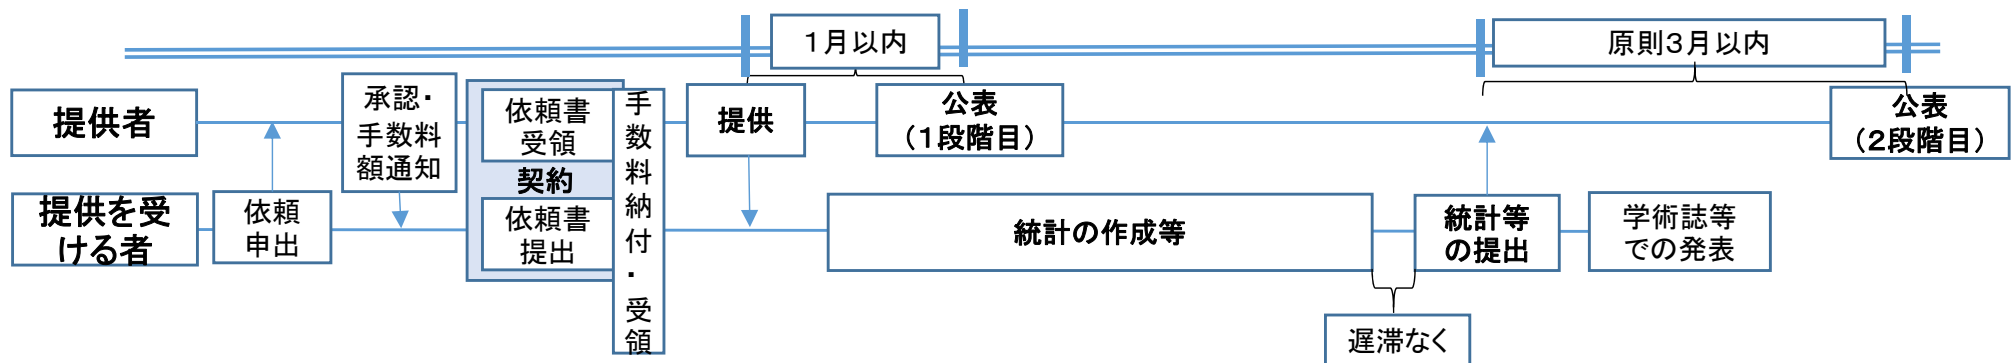 １月以内
原則３月以内
提供者
承認・
手数料
額通知
依頼書
受領
契約
依頼書
提出
手数料納付・受領
提供
公表
（１段階目）
公表
（２段階目）
提供を受
ける者
依頼
申出
統計の作成等
統計等
の提出
学術誌等
での発表
遅滞なく